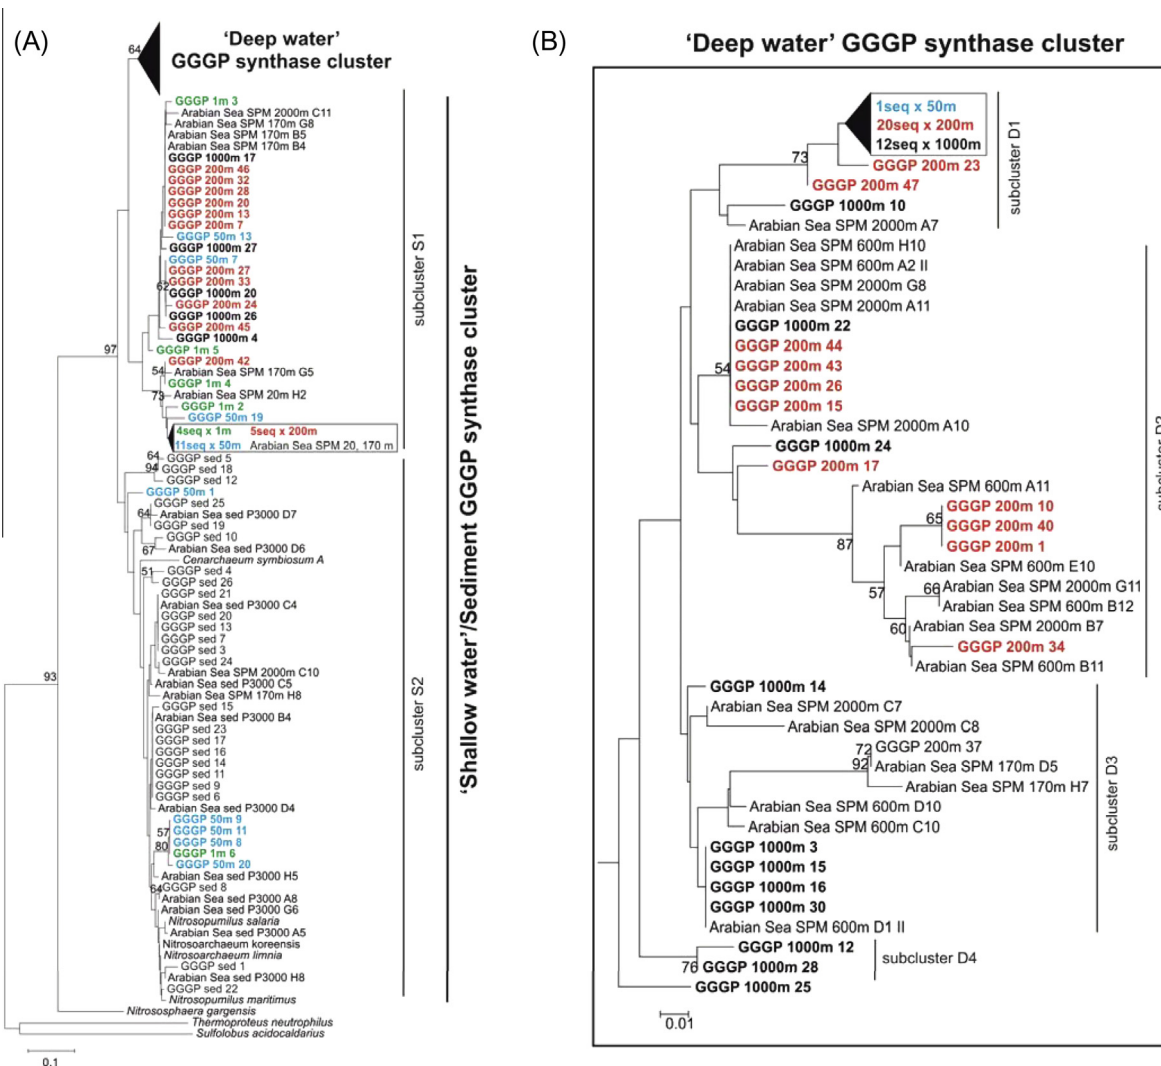 (A)
'Deep water'
GGGP synthase cluster
64
GGGP 1m 3
Arabian Sea SPM 2000m C11
Arabian Sea SPM 170m G8
Arabian Sea SPM 170m B5
Arabian Sea SPM 170m B4
GGGP 1000m 17
GGGP 200m 46
GGGP 200m 32
GGGP 200m 28
GGGP 200m 20
GGGP 200m 13
GGGP 200m 7
GGGP 50m 13
GGGP 1000m 27
GGGP 50m 7
GGGP 200m 27
GGGP 200m 33
62
GGGP 1000m 20
GGGP 200m 24
GGGP 1000m 26
GGGP 200m 45
GGGP 1000m 4
97
GGGP 1m 5
GGGP 200m 42
54
Arabian Sea SPM 170m G5
GGGP 1m 4
73
Arabian Sea SPM 20m H2
GGGP 1m 2
GGGP 50m 19
4seq x 1m 5seq x 200m
11seq x 50m Arabian Sea SPM 20, 170 m
subcluster S1
64
GGGP sed 5
94
GGGP sed 18
GGGP sed 12
GGGP 50m 1
GGGP sed 25
64
Arabian Sea sed P3000 D7
GGGP sed 19
GGGP sed 10
67
Arabian Sea sed P3000 D6
Cenarchaeum symbiosum A
51
GGGP sed 4
GGGP sed 26
GGGP sed 21
Arabian Sea sed P3000 C4
GGGP sed 20
GGGP sed 13
GGGP sed 7
GGGP sed 3
GGGP sed 24
Arabian Sea SPM 2000m C10
93
Arabian Sea sed P3000 C5
Arabian Sea SPM 170m H8
GGGP sed 15
Arabian Sea sed P3000 B4
GGGP sed 23
GGGP sed 17
GGGP sed 16
GGGP sed 14
GGGP sed 11
GGGP sed 9
GGGP sed 6
Arabian Sea sed P3000 D4
GGGP 50m 9
57
GGGP 50m 11
GGGP 50m 8
80
GGGP 1m 6
GGGP 50m 20
Arabian Sea sed P3000 H5
64
GGGP sed 8
Arabian Sea sed P3000 A8
Arabian Sea sed P3000 G6
Nitrosopumilus salaria
Arabian Sea sed P3000 A5
Nitrosoarchaeum koreensis
Nitrosoarchaeum limnia
GGGP sed 1
Arabian Sea sed P3000 H8
GGGP sed 22
Nitrosopumilus maritimus
Nitrososphaera gargensis
Thermoproteus neutrophilus
Sulfolobus acidocaldarius
0.1
subcluster S2
'Shallow water'/Sediment GGGP synthase cluster
(B)
'Deep water' GGGP synthase cluster
1seq x 50m
20seq x 200m
12seq x 1000m
73
GGGP 200m 23
GGGP 200m 47
GGGP 1000m 10
Arabian Sea SPM 2000m A7
subcluster D1
Arabian Sea SPM 600m H10
Arabian Sea SPM 600m A2 II
Arabian Sea SPM 2000m G8
Arabian Sea SPM 2000m A11
GGGP 1000m 22
GGGP 200m 44
54
GGGP 200m 43
GGGP 200m 26
GGGP 200m 15
Arabian Sea SPM 2000m A10
GGGP 1000m 24
GGGP 200m 17
Arabian Sea SPM 600m A11
GGGP 200m 10
65
GGGP 200m 40
87
GGGP 200m 1
Arabian Sea SPM 600m E10
57
66
Arabian Sea SPM 2000m G11
Arabian Sea SPM 600m B12
60
Arabian Sea SPM 2000m B7
GGGP 200m 34
Arabian Sea SPM 600m B11
subcluster
GGGP 1000m 14
Arabian Sea SPM 2000m C7
Arabian Sea SPM 2000m C8
72
GGGP 200m 37
92
Arabian Sea SPM 170m D5
Arabian Sea SPM 170m H7
Arabian Sea SPM 600m D10
Arabian Sea SPM 600m C10
GGGP 1000m 3
GGGP 1000m 15
GGGP 1000m 16
GGGP 1000m 30
Arabian Sea SPM 600m D1 II
subcluster D3
GGGP 1000m 12
76
GGGP 1000m 28
subcluster D4
GGGP 1000m 25
0.01